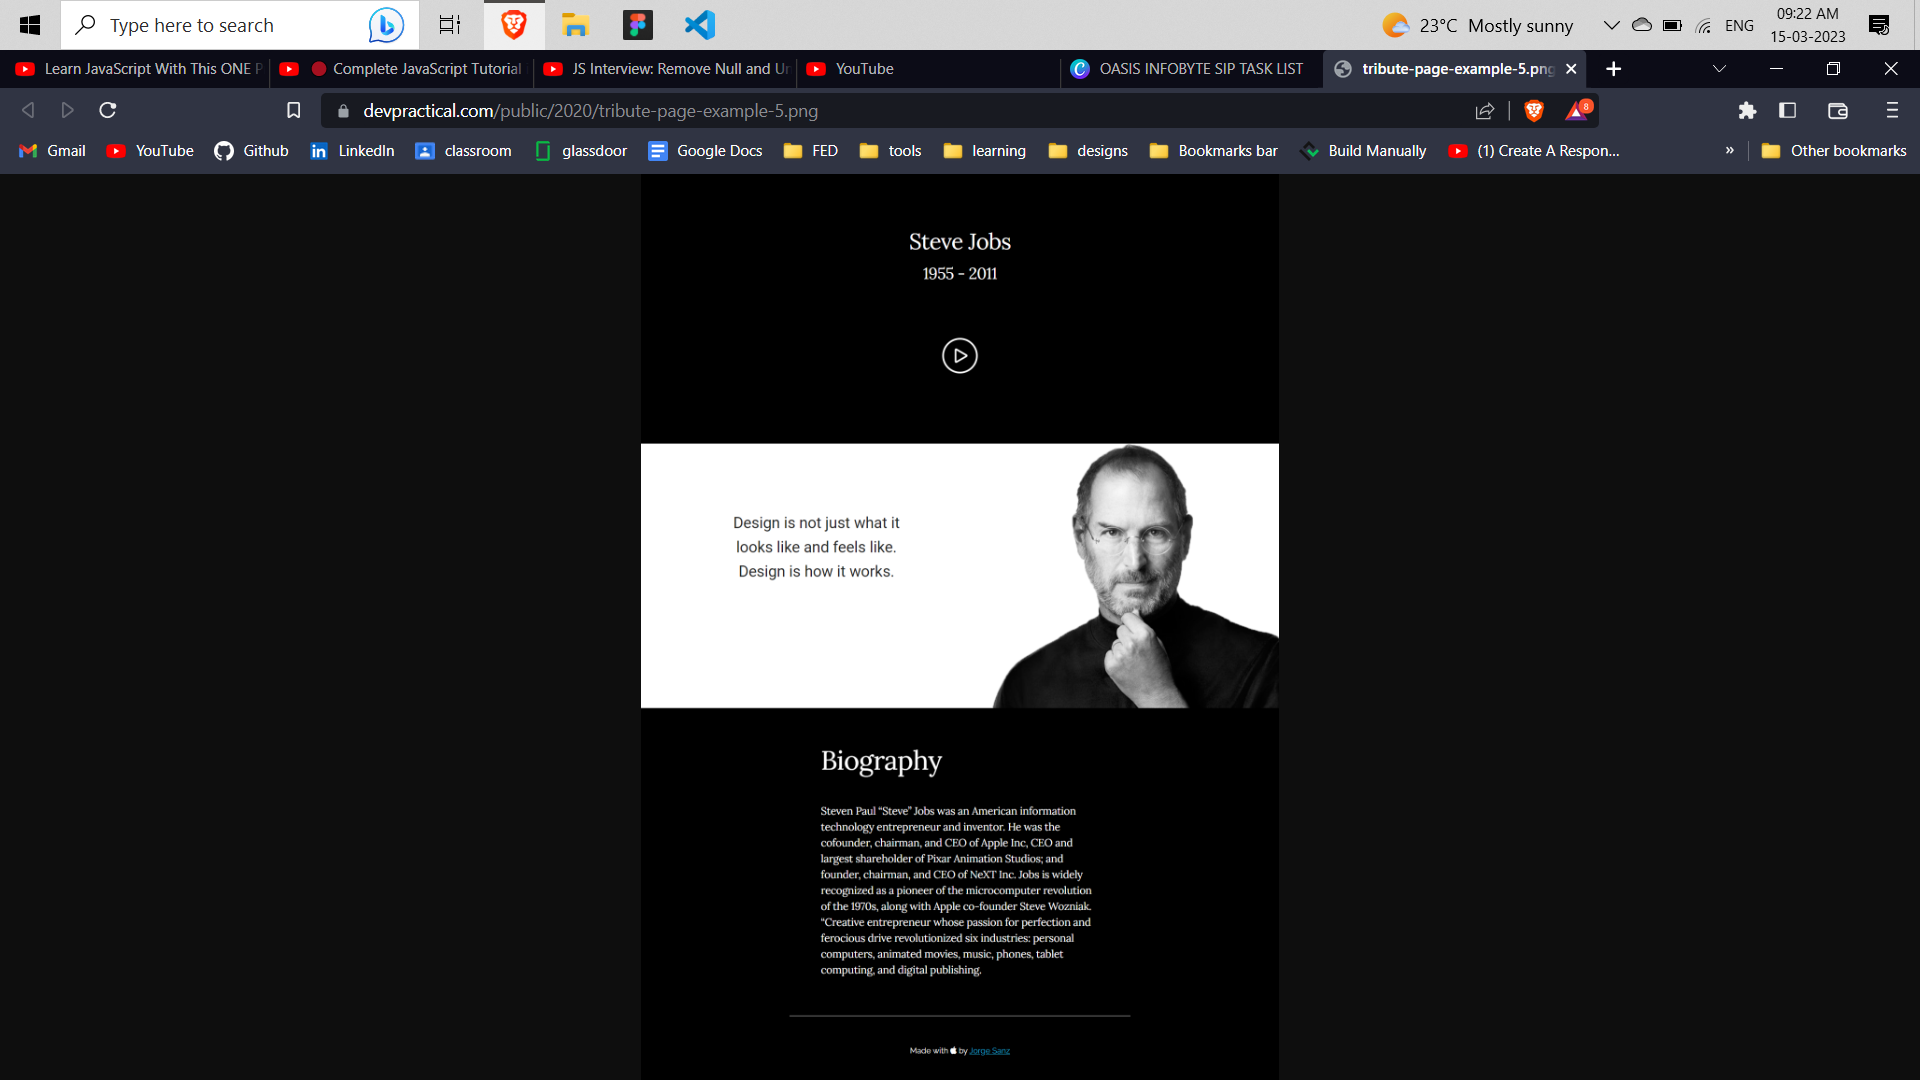 Type here to search
23°C Mostly sunny
ENG
09:22 AM
15-03-2023
Learn JavaScript With This ONE P
Complete JavaScript Tutorial
JS Interview: Remove Null and Un
YouTube
OASIS INFOBYTE SIP TASK LIST
tribute-page-example-5.png
devpractical.com/public/2020/tribute-page-example-5.png
8
Gmail
YouTube
Github
LinkedIn
classroom
glassdoor
Google Docs
FED
tools
learning
designs
Bookmarks bar
Build Manually
(1) Create A Respon...
»
Other bookmarks
Steve Jobs
1955 - 2011
Design is not just what it
looks like and feels like.
Design is how it works.
Biography
Steven Paul “Steve” Jobs was an American information
technology entrepreneur and inventor. He was the
cofounder, chairman, and CEO of Apple Inc, CEO and
largest shareholder of Pixar Animation Studios; and
founder, chairman, and CEO of NeXT Inc. Jobs is widely
recognized as a pioneer of the microcomputer revolution
of the 1970s, along with Apple co-founder Steve Wozniak.
“Creative entrepreneur whose passion for perfection and
ferocious drive revolutionized six industries: personal
computers, animated movies, music, phones, tablet
computing, and digital publishing.
Made with by Jorge Sanz